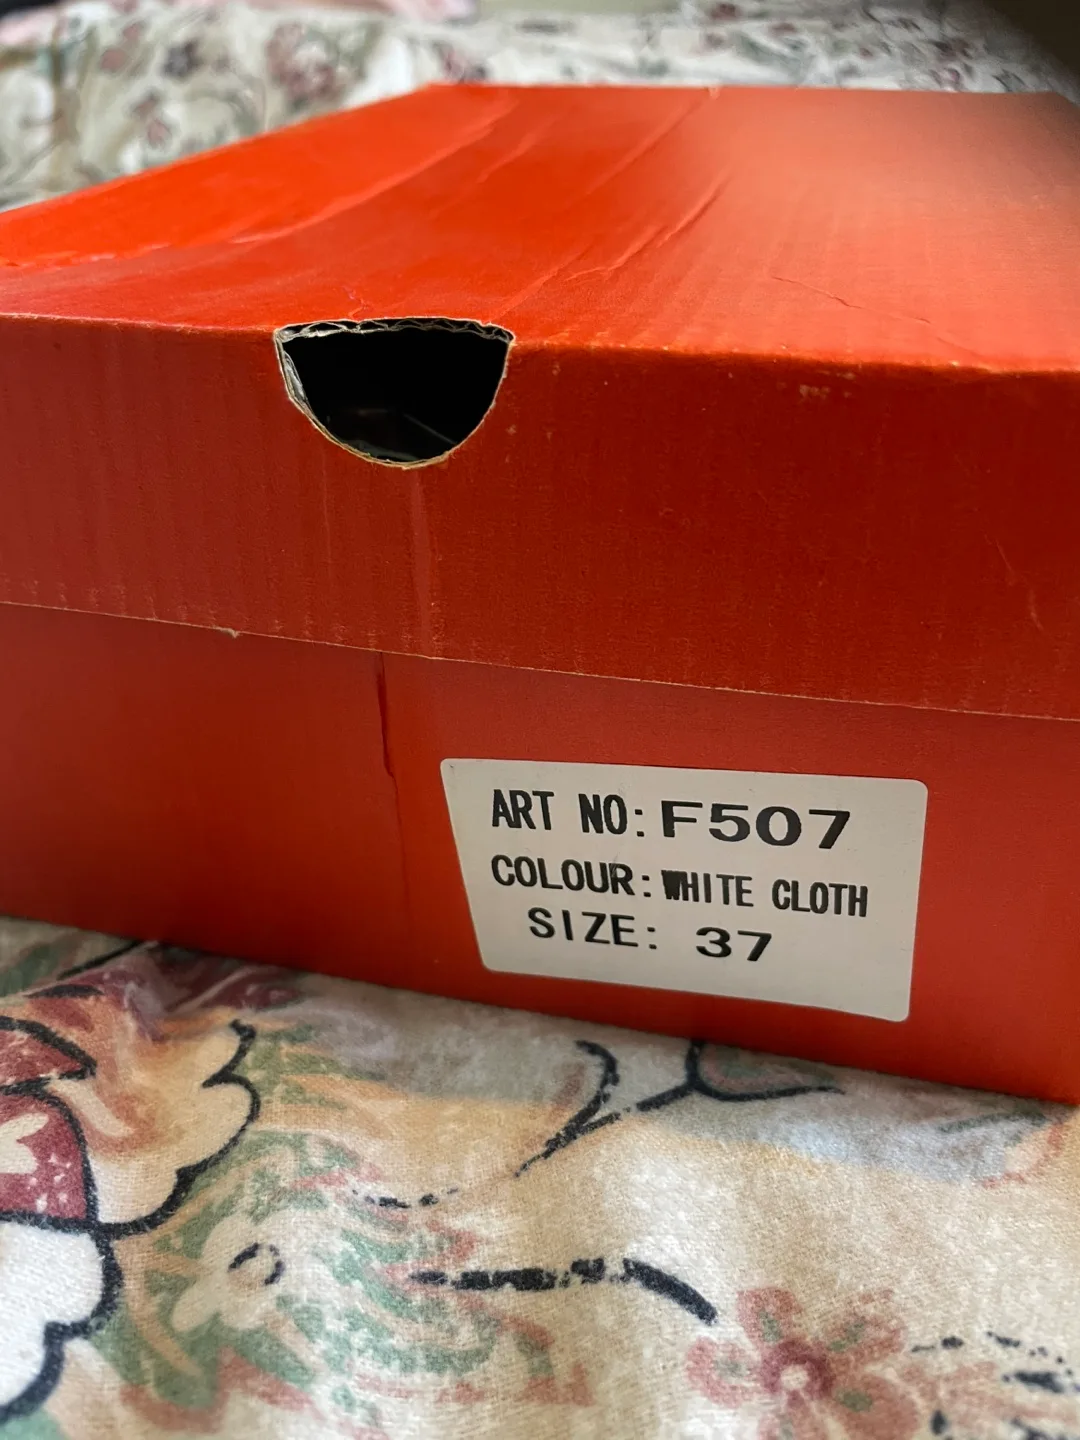 ART NO: F507
COLOUR: WHITE CLOTH
SIZE: 37